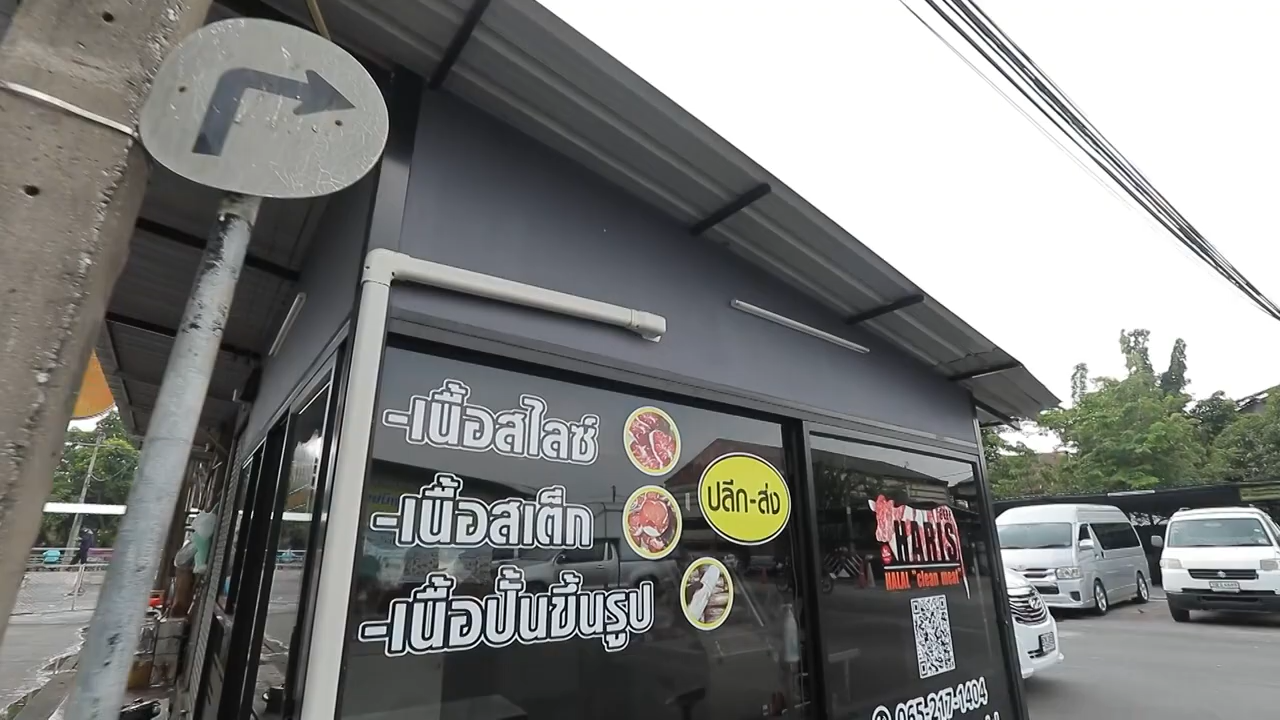 -เนื้อสไลซ์
-เนื้อสเต็ก
-เนื้อปั้นขึ้นรูป
ปลีก-ส่ง
HARIS
HALAL "clean meat"
065-217-1404